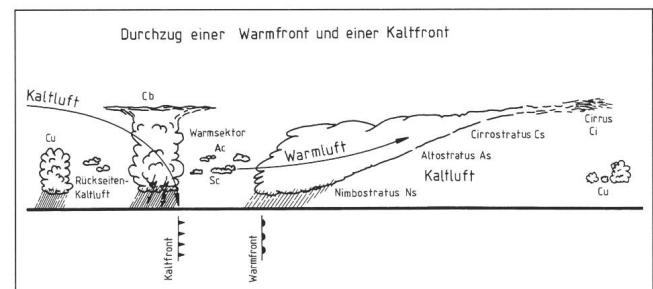 Durchzug einer Warmfront und einer Kaltfront
Kaltluft
Cb
Cu
Rückseiten-
Kaltluft
Warmsektor
Ac
Sc
Warmluft
Cirrus
Ci
Cirrostratus Cs
Altostratus As
Kaltluft
Nimbostratus Ns
Cu
Kaltfront
Warmfront